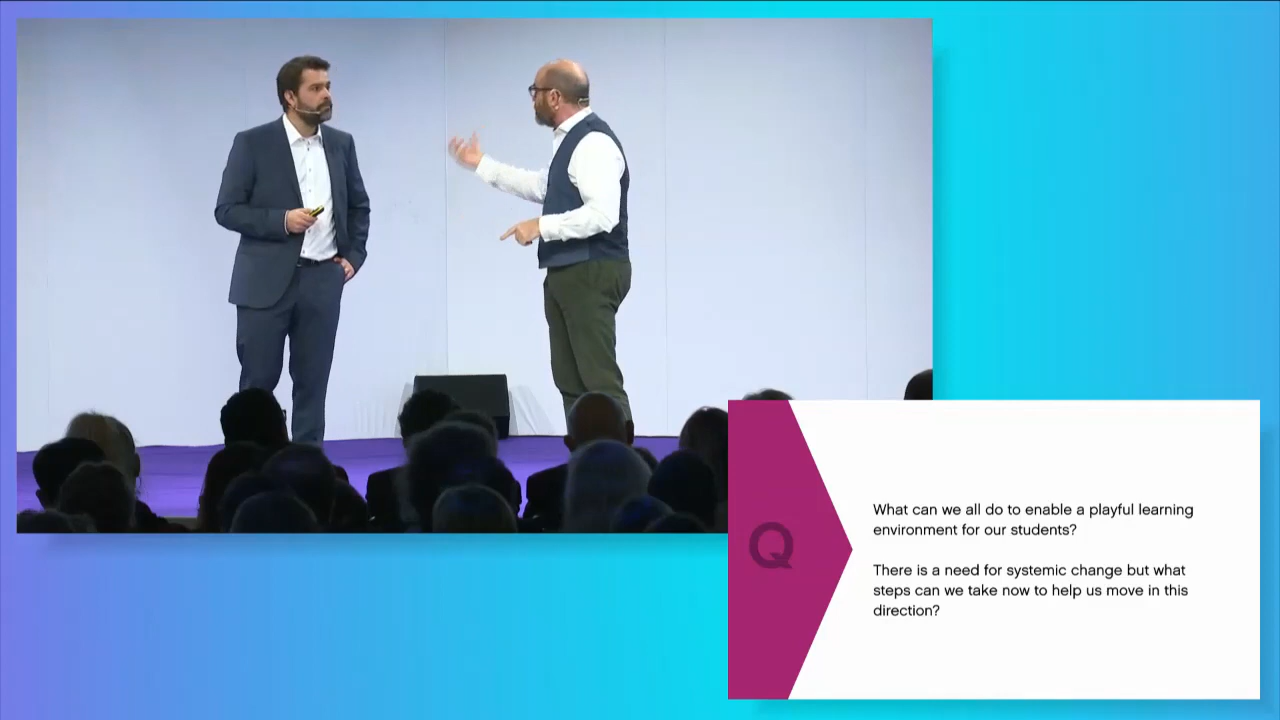 Q
What can we all do to enable a playful learning
environment for our students?
There is a need for systemic change but what
steps can we take now to help us move in this
direction?